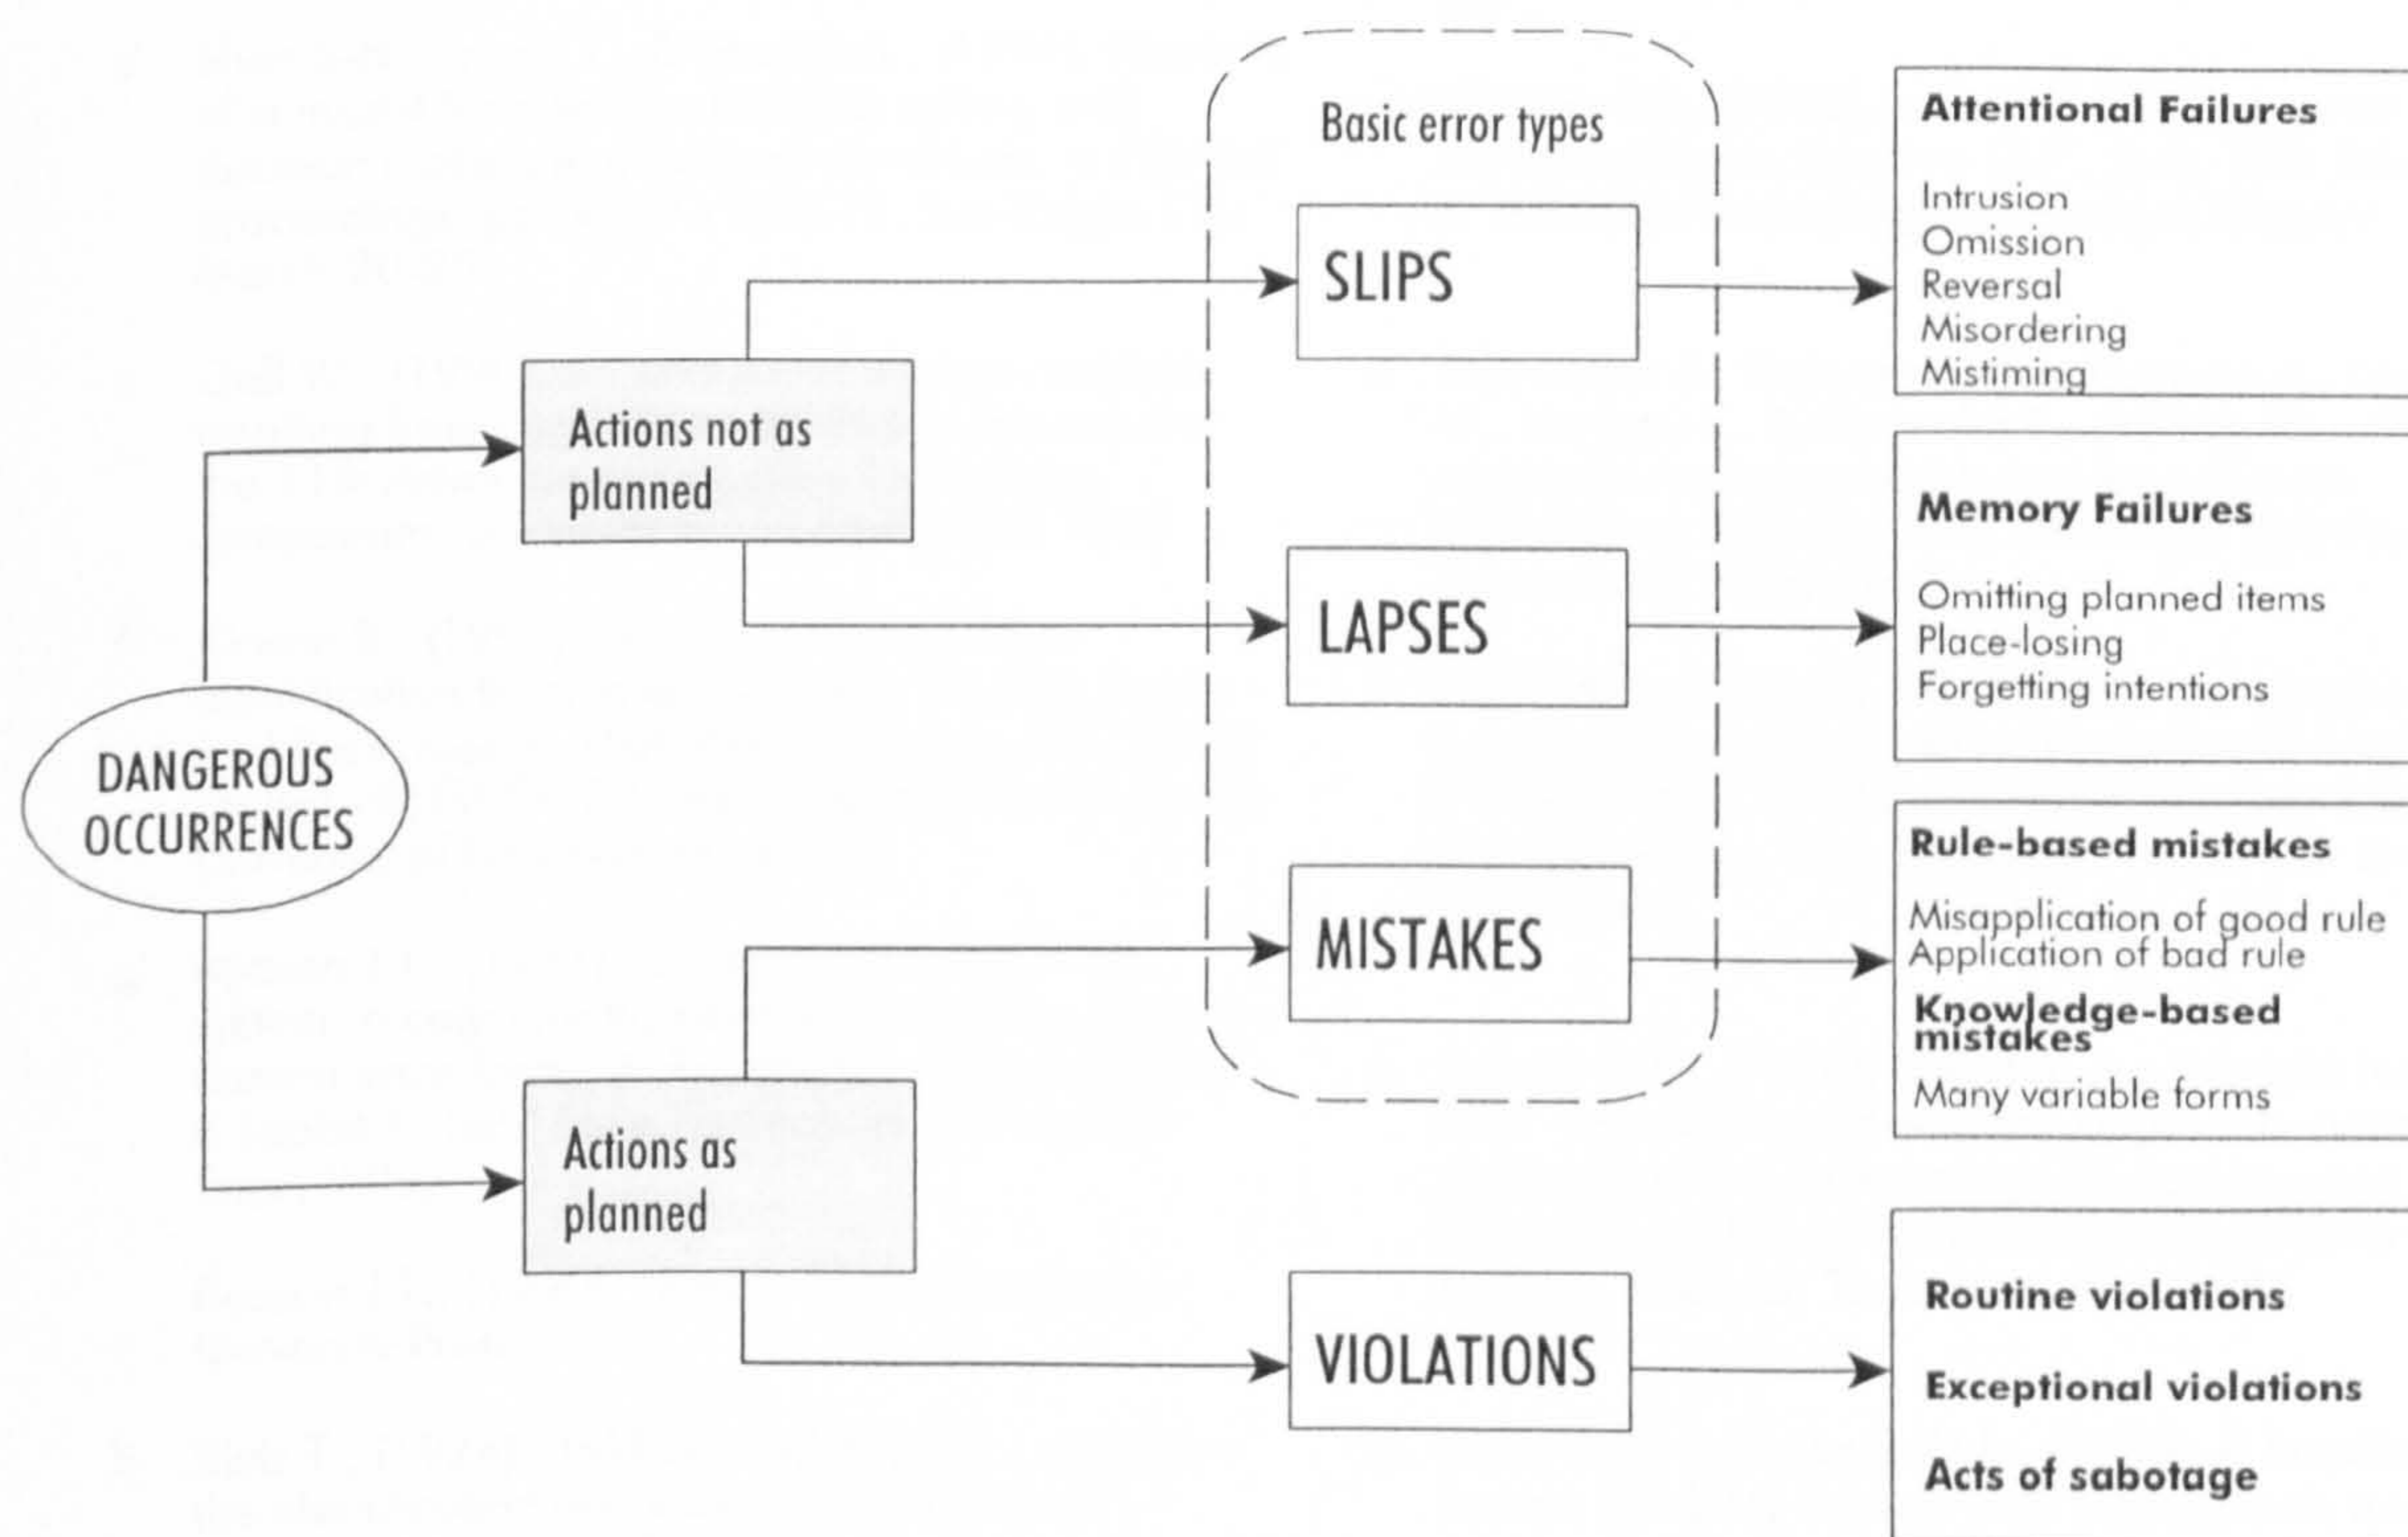 Basic error types
SLIPS
Attentional Failures
Intrusion
Omission
Reversal
Misordering
Mistiming
Actions not as
planned
LAPSES
Memory Failures
Omitting planned items
Place-losing
Forgetting intentions
DANGEROUS
OCCURRENCES
MISTAKES
Rule-based mistakes
Misapplication of good rule
Application of bad rule
Knowledge-based
mistakes
Many variable forms
Actions as
planned
VIOLATIONS
Routine violations
Exceptional violations
Acts of sabotage